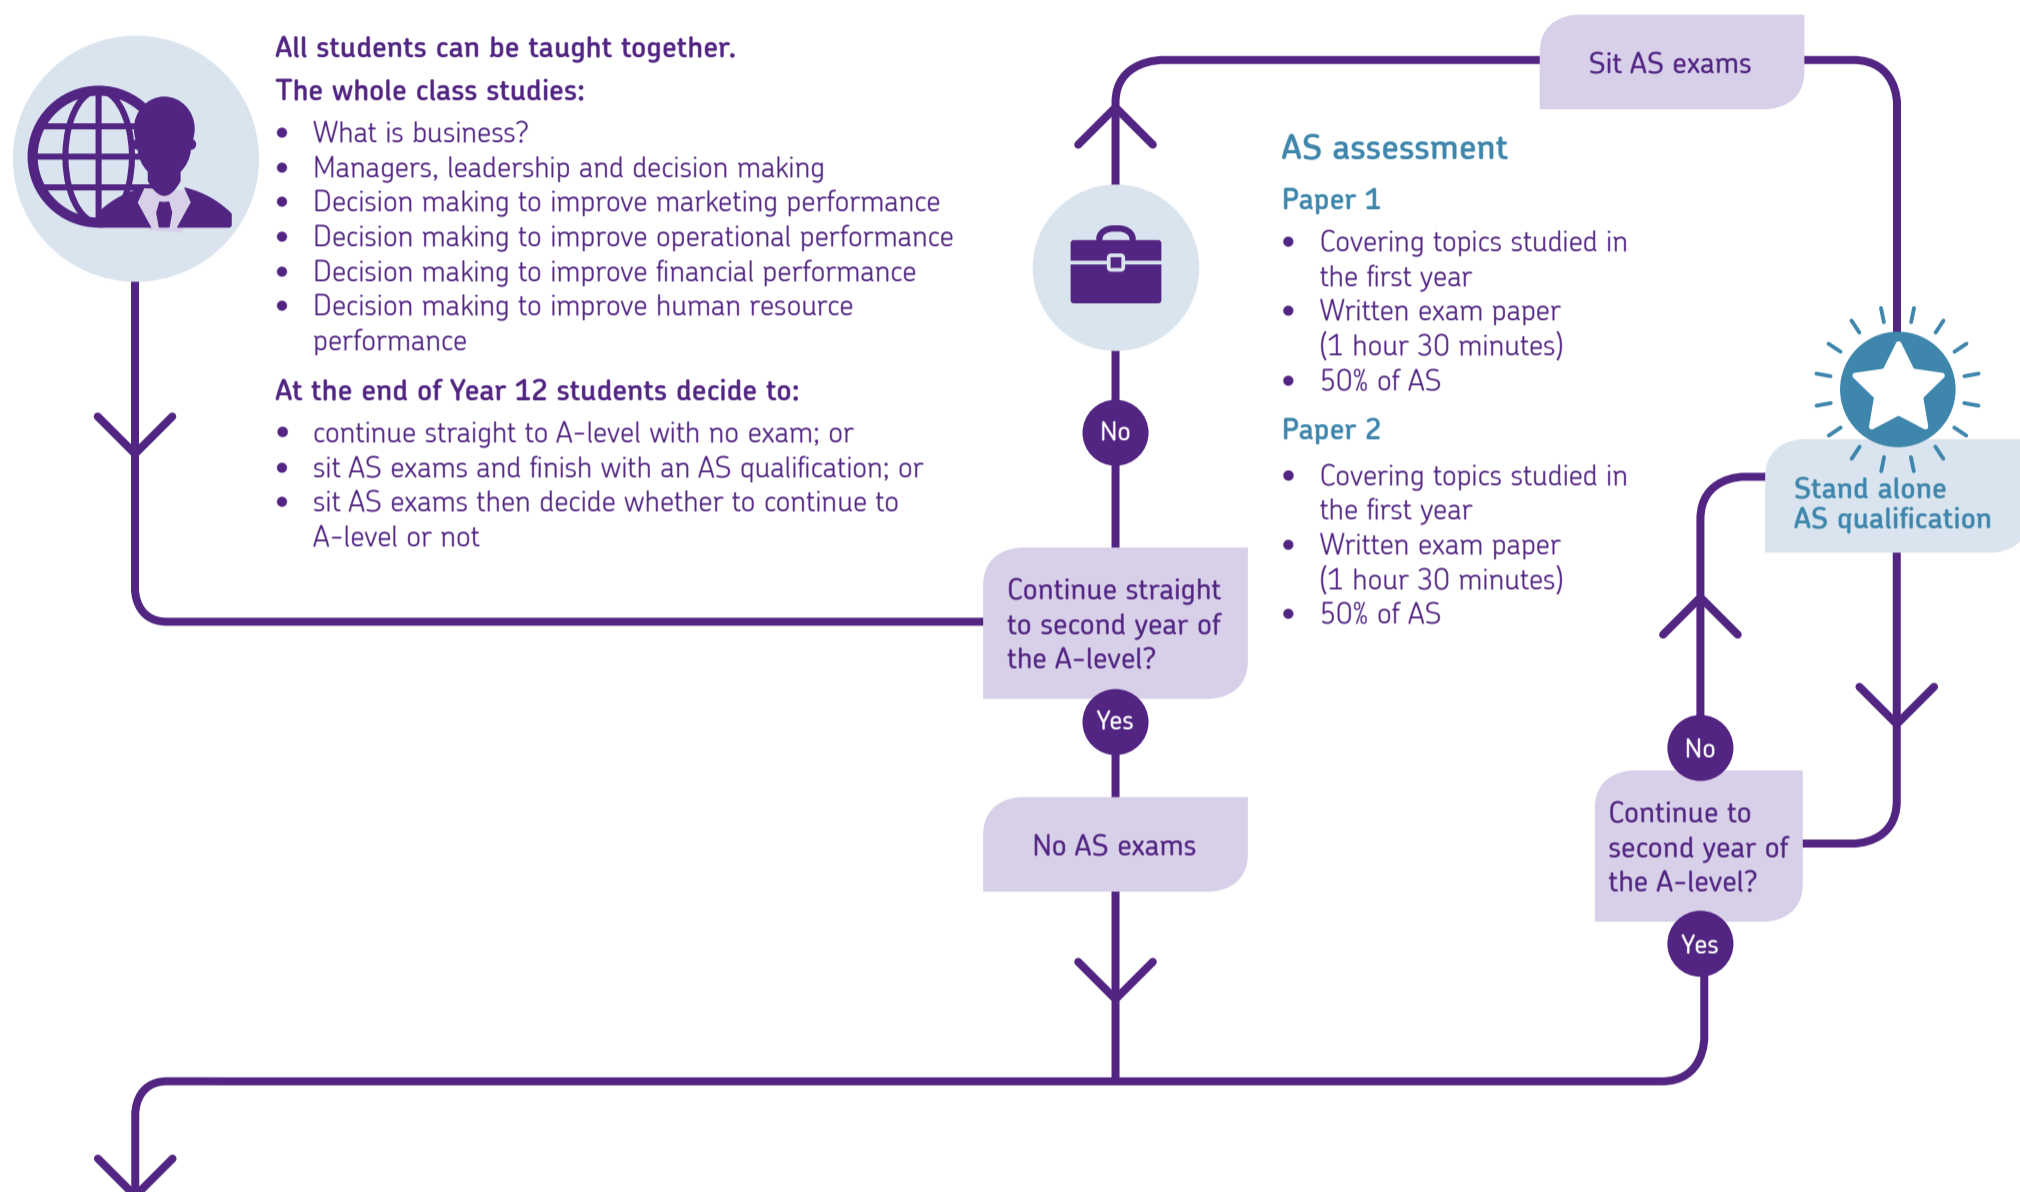 All students can be taught together.
The whole class studies:
• What is business?
• Managers, leadership and decision making
• Decision making to improve marketing performance
• Decision making to improve operational performance
• Decision making to improve financial performance
• Decision making to improve human resource
performance
At the end of Year 12 students decide to:
• continue straight to A-level with no exam; or
• sit AS exams and finish with an AS qualification; or
• sit AS exams then decide whether to continue to
A-level or not
Continue straight
to second year of
the A-level?
No
Yes
No AS exams
Sit AS exams
AS assessment
Paper 1
• Covering topics studied in
the first year
• Written exam paper
(1 hour 30 minutes)
• 50% of AS
Paper 2
• Covering topics studied in
the first year
• Written exam paper
(1 hour 30 minutes)
• 50% of AS
Stand alone
AS qualification
No
Continue to
second year of
the A-level?
Yes